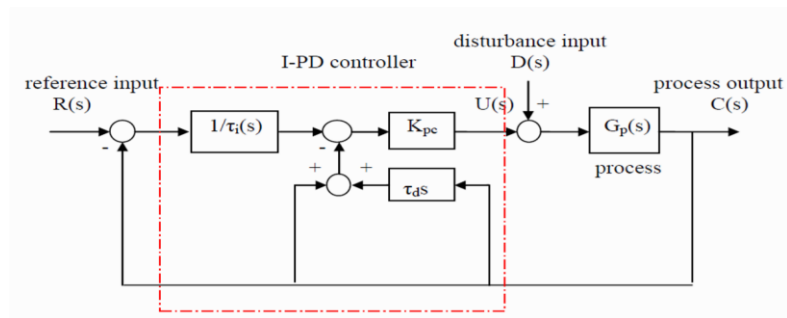 disturbance input
D(s)
I-PD controller
reference input
R(s)
process output
C(s)
U(s)
+
1/τi(s)
Kpc
Gp(s)
-
-
process
+
+
τds